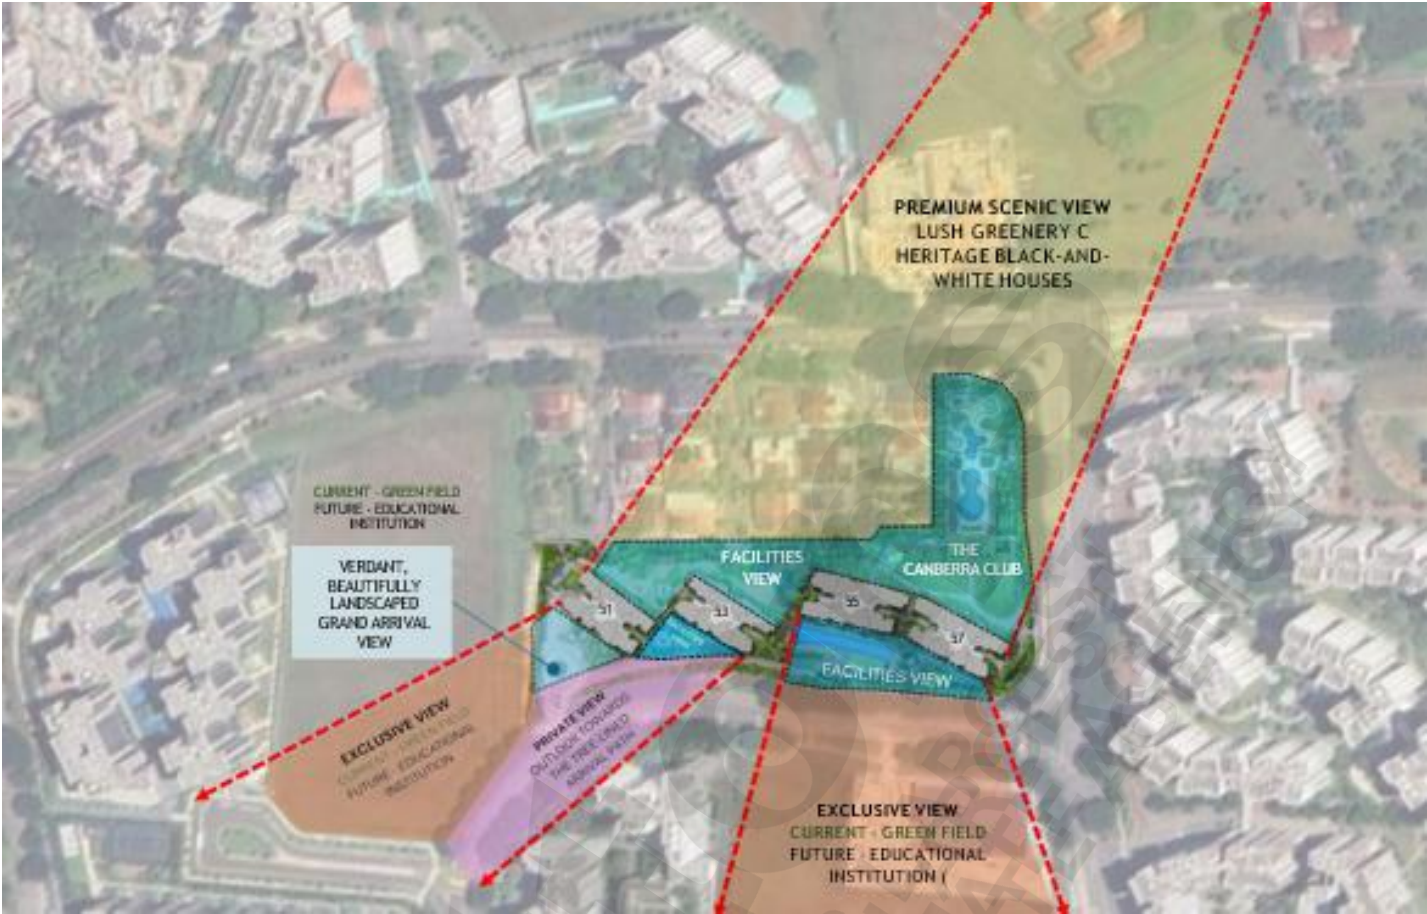 PREMIUM SCENIC VIEW
LUSH GREENERY C
HERITAGE BLACK-AND-
WHITE HOUSES
CURRENT - GREEN FIELD
FUTURE - EDUCATIONAL
INSTITUTION
VERDANT,
BEAUTIFULLY
LANDSCAPED
GRAND ARRIVAL
VIEW
FACILITIES
VIEW
THE
CANBERRA CLUB
51
53
55
57
FACILITIES VIEW
EXCLUSIVE VIEW
CURRENT - GREEN FIELD
FUTURE - EDUCATIONAL
INSTITUTION
PRIVATE VIEW
OUTLOOK TOWARDS
THE TREE LINED
ARRIVAL PATH
EXCLUSIVE VIEW
CURRENT - GREEN FIELD
FUTURE - EDUCATIONAL
INSTITUTION (